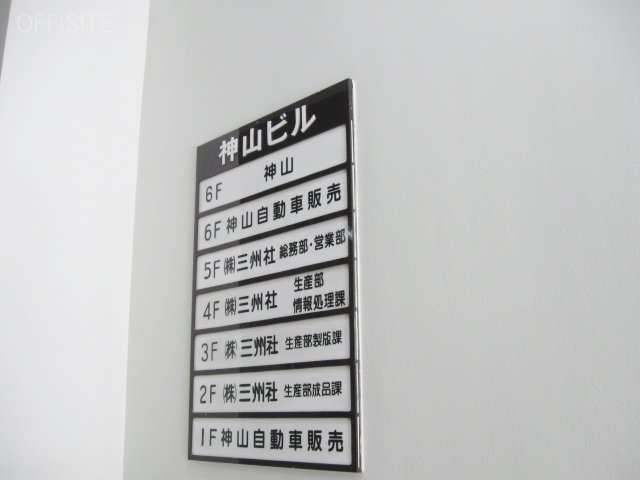 OFFISITE
神山ビル
6F 神山
6F 神山自動車販売
5F ㈱三州社 総務部・営業部
4F ㈱三州社 生産部
情報処理課
3F ㈱三州社 生産部製版課
2F ㈱三州社 生産部成品課
1F 神山自動車販売